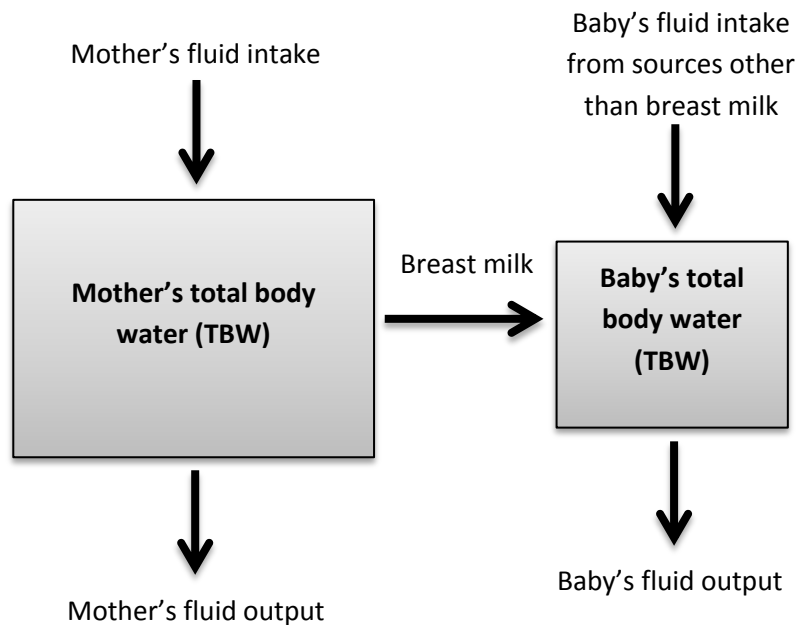 Mother’s fluid intake
Baby’s fluid intake
from sources other
than breast milk
Mother’s total body
water (TBW)
Breast milk
Baby’s total
body water
(TBW)
Mother’s fluid output
Baby’s fluid output